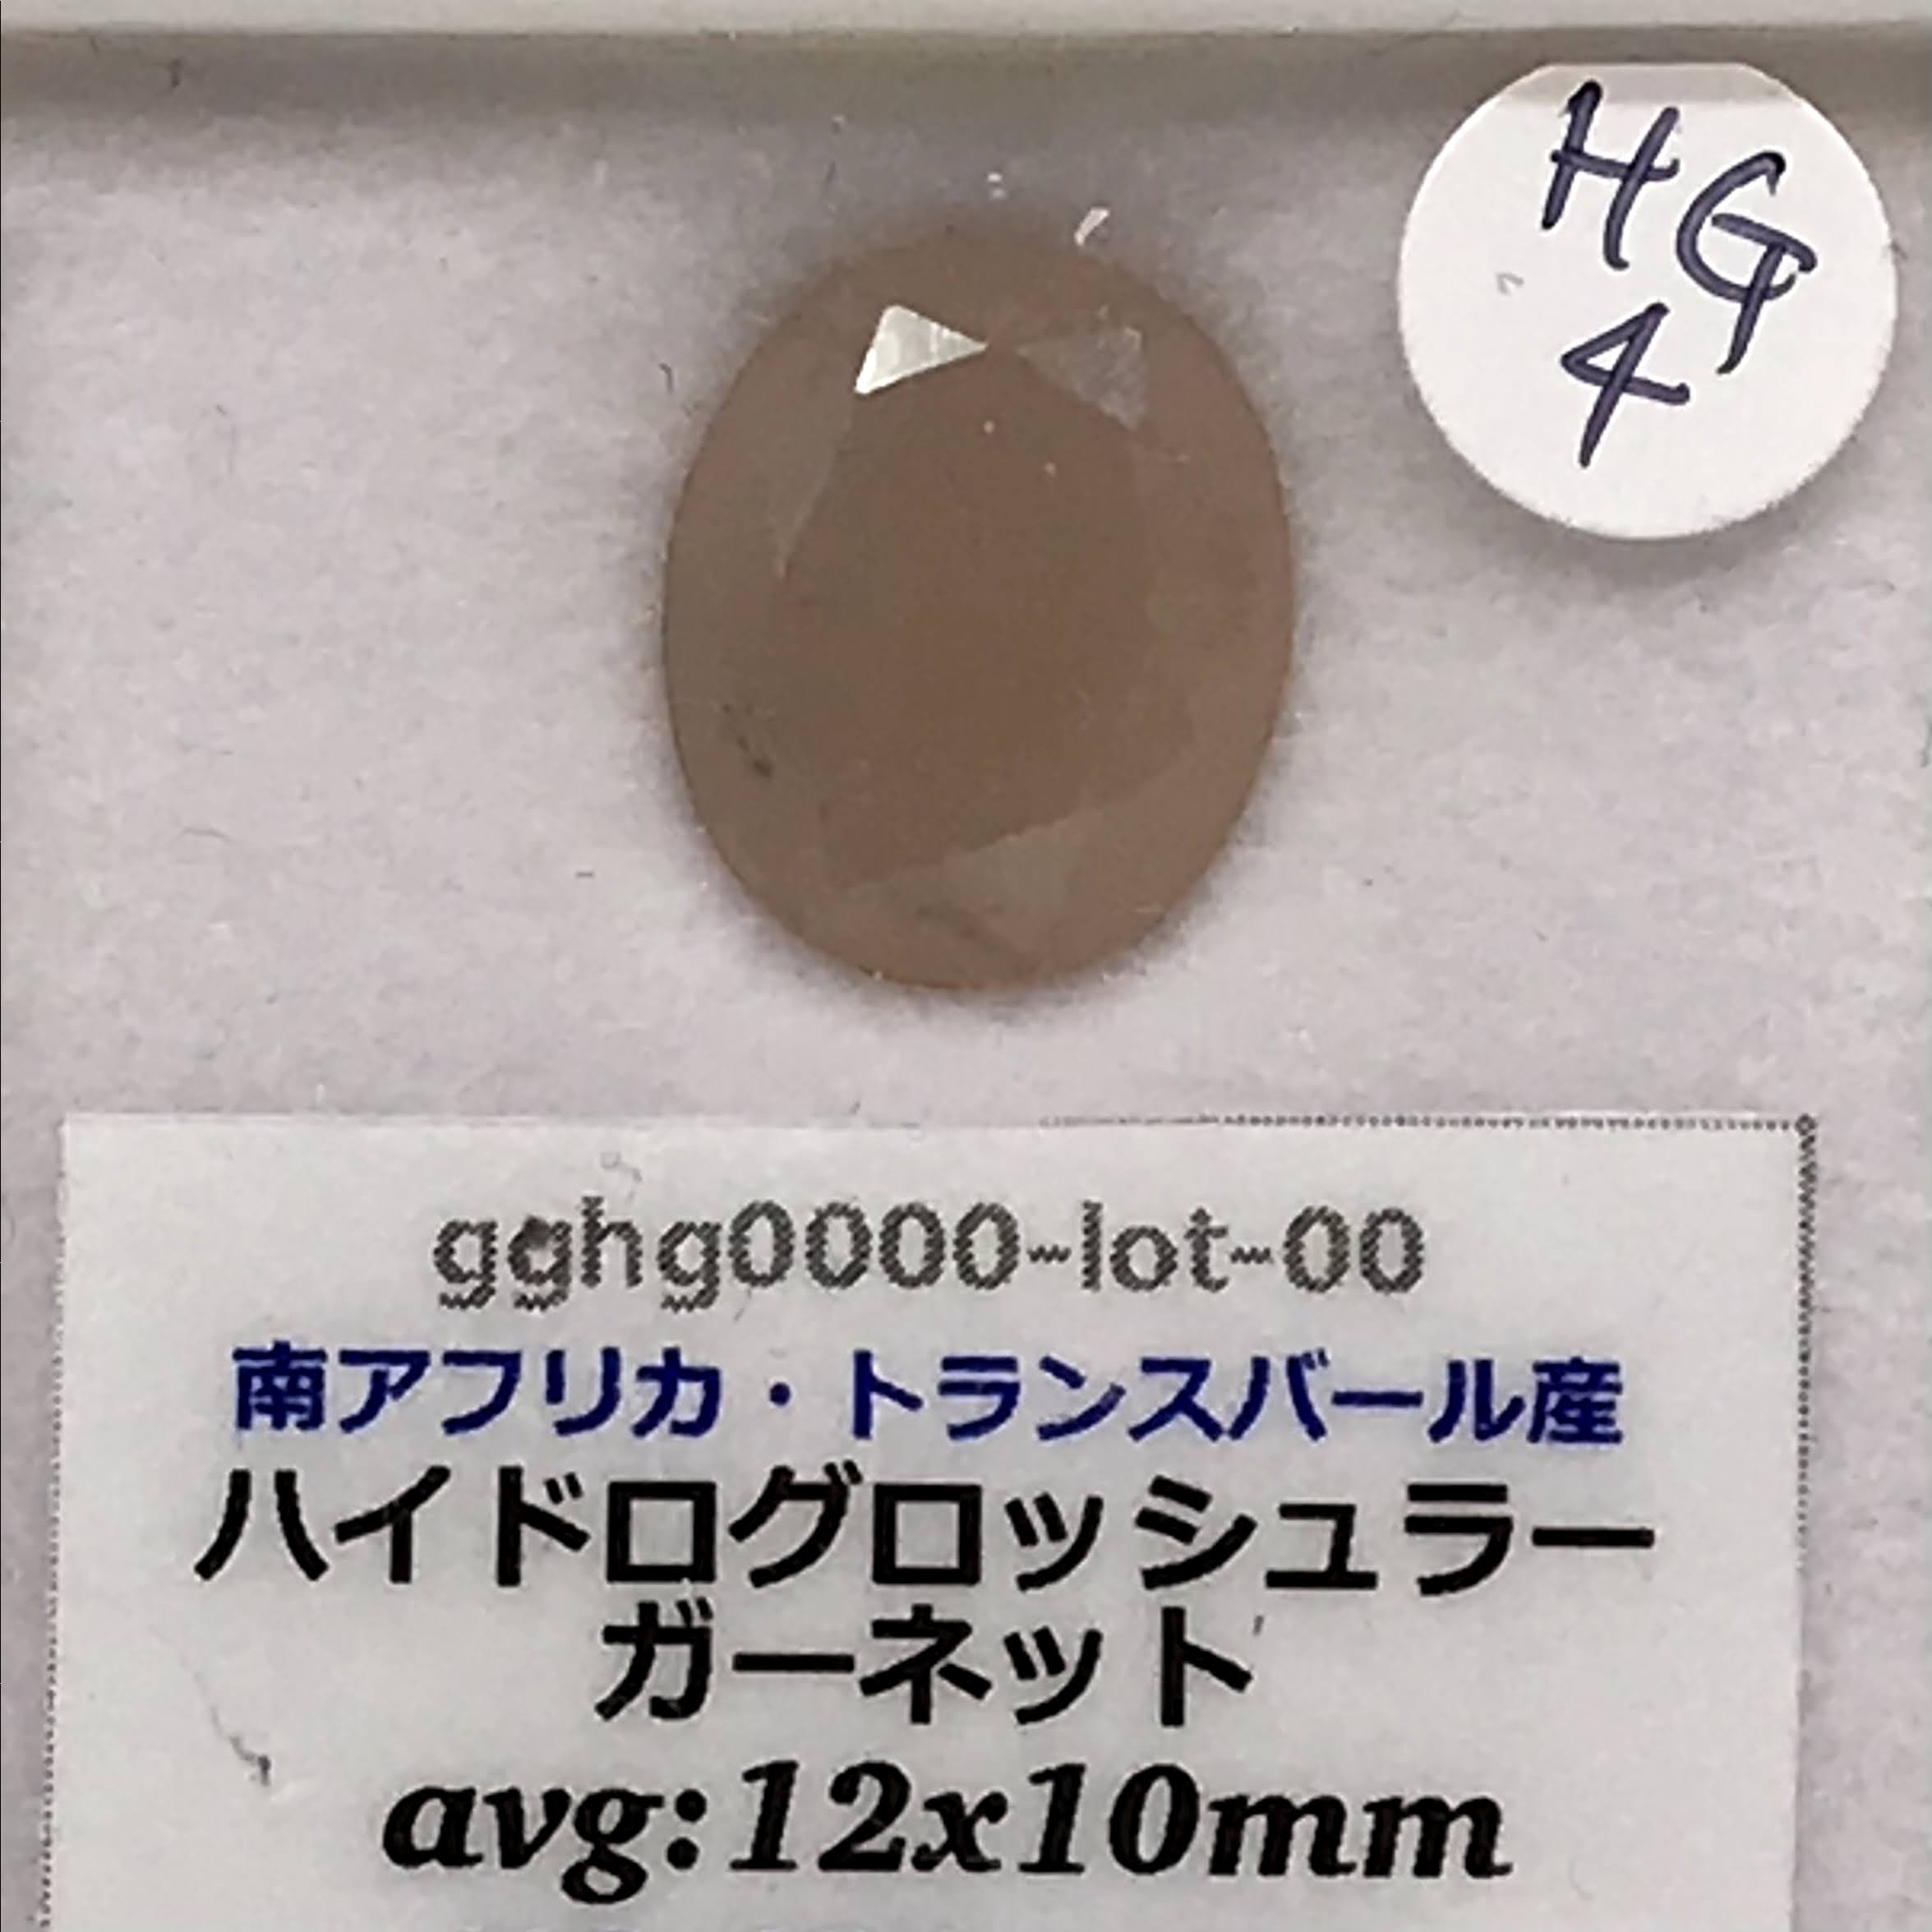 HG
4
gghg0000-lot-00
南アフリカ・トランスバール産
ハイドログロッシュラー
ガーネット
avg:12x10mm